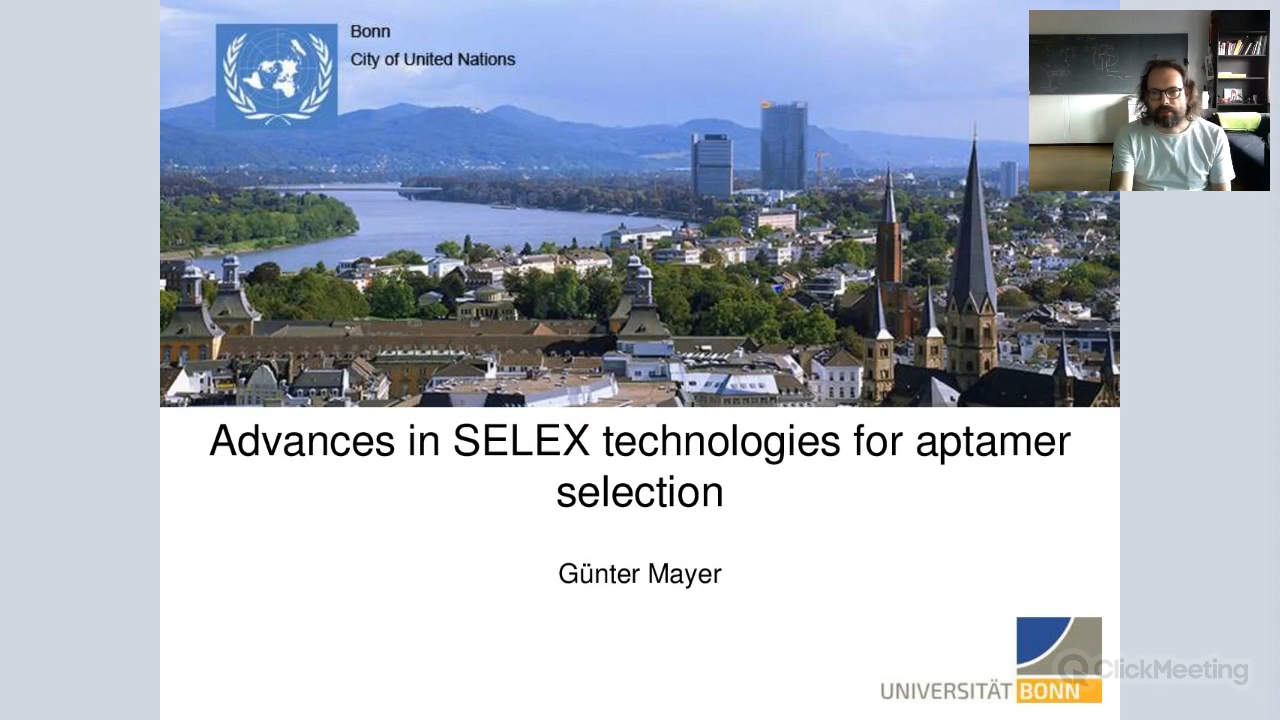 Bonn
City of United Nations
Advances in SELEX technologies for aptamer
selection
Günter Mayer
ClickMeeting
UNIVERSITÄT BONN